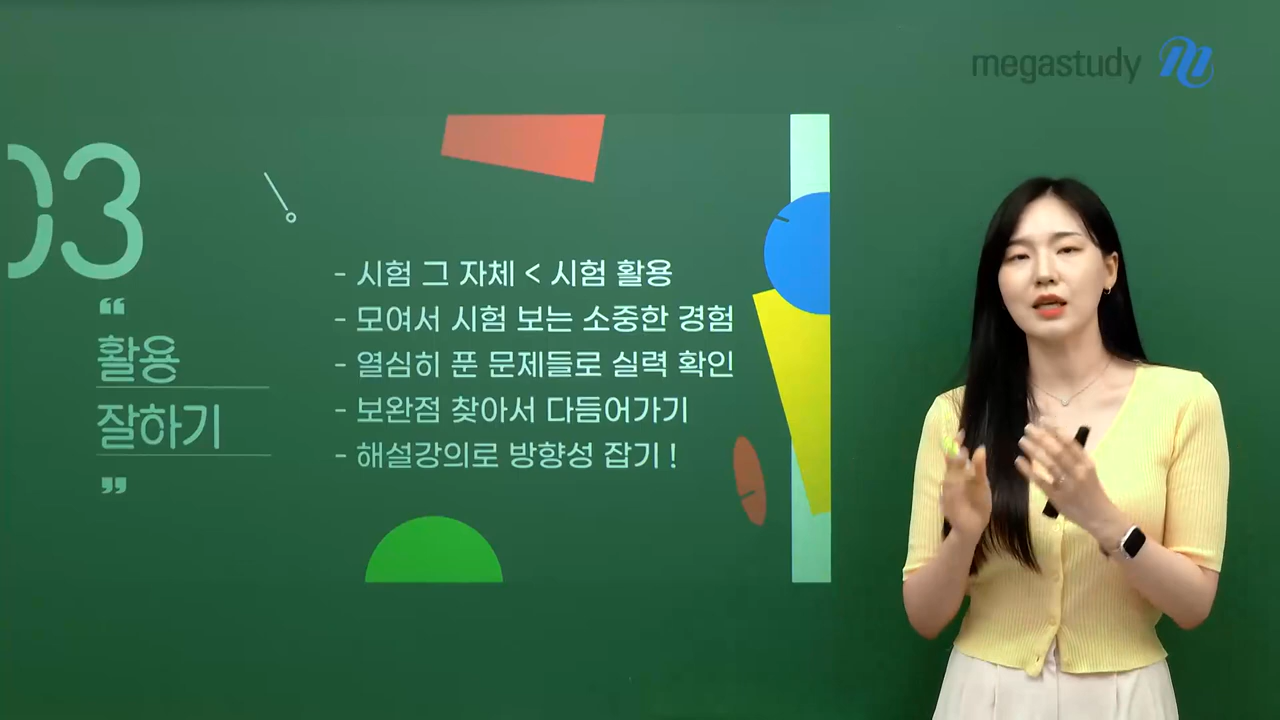 megastudy
03
“
활용
잘하기
”
- 시험 그 자체 < 시험 활용
- 모여서 시험 보는 소중한 경험
- 열심히 푼 문제들로 실력 확인
- 보완점 찾아서 다듬어가기
- 해설강의로 방향성 잡기 !